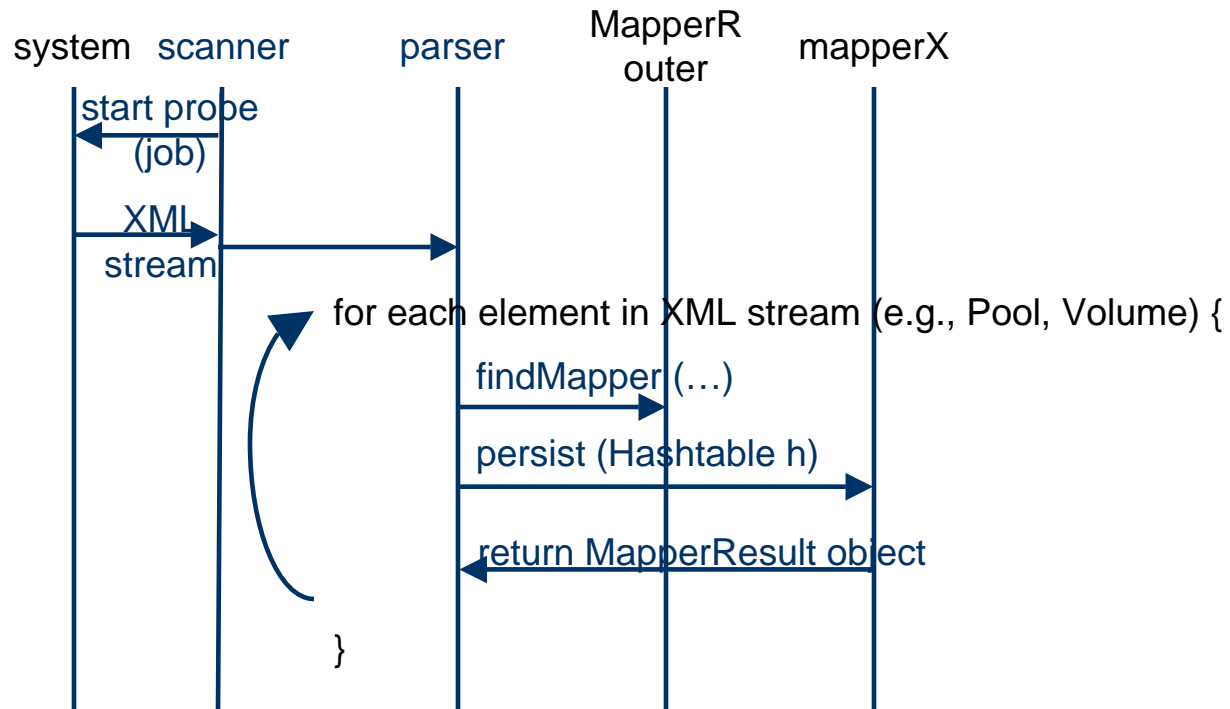 system scanner parser MapperR
outer mapperX
start probe
(job)
XML
stream
for each element in XML stream (e.g., Pool, Volume) {
findMapper (…)
persist (Hashtable h)
return MapperResult object
}